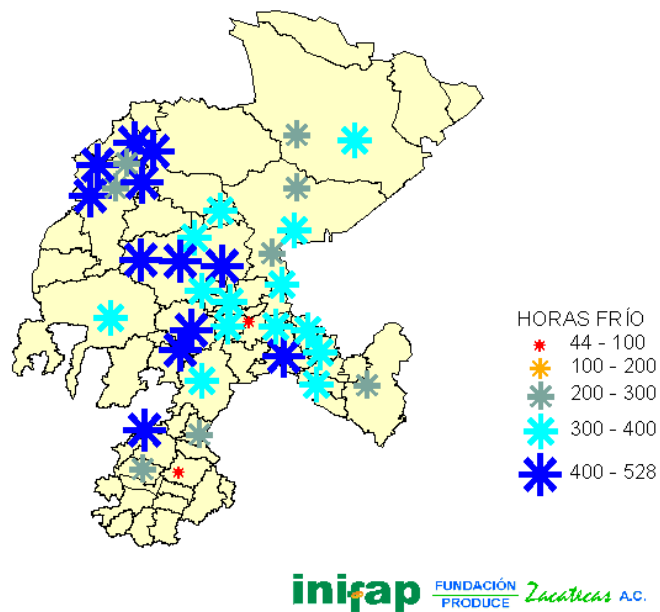 HORAS FRÍO
44 - 100
100 - 200
200 - 300
300 - 400
400 - 528
inifap
FUNDACIÓN
PRODUCE
Zacatecas A.C.